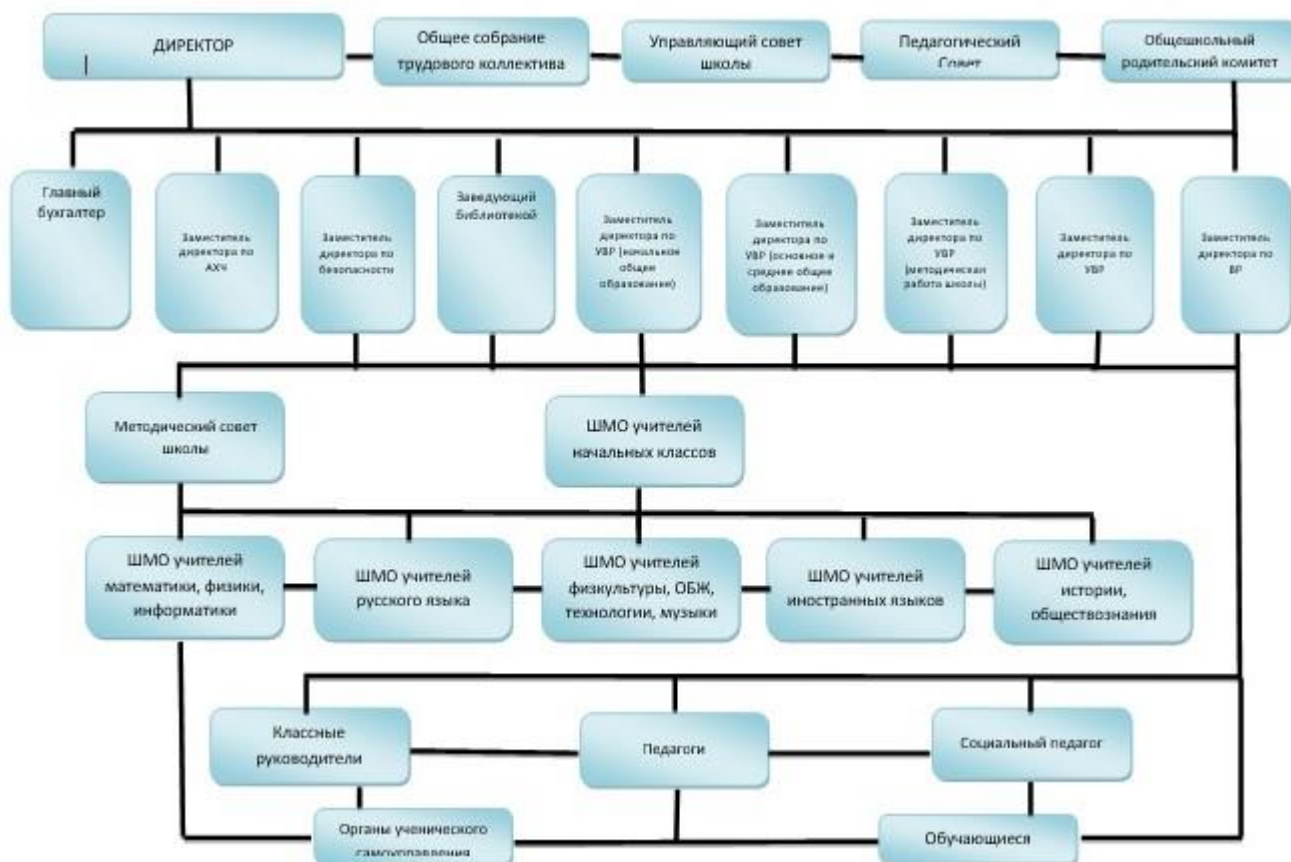 ДИРЕКТОР
Общее собрание
трудового коллектива
Управляющий совет
школы
Педагогический
Совет
Общешкольный
родительский комитет
Главный
бухгалтер
Заместитель
директора по
АХЧ
Заместитель
директора по
безопасности
Заведующий
библиотекой
Заместитель
директора по
УВР (начальное
общее
образование)
Заместитель
директора по
УВР (основное и
среднее общее
образование)
Заместитель
директора по
УВР
(методическая
работа школы)
Заместитель
директора по
УВР
Заместитель
директора по
ВР
Методический совет
школы
ШМО учителей
начальных классов
ШМО учителей
математики, физики,
информатики
ШМО учителей
русского языка
ШМО учителей
физкультуры, ОБЖ,
технологии, музыки
ШМО учителей
иностранных языков
ШМО учителей
истории,
обществознания
Классные
руководители
Педагоги
Социальный педагог
Органы ученического
самоуправления
Обучающиеся